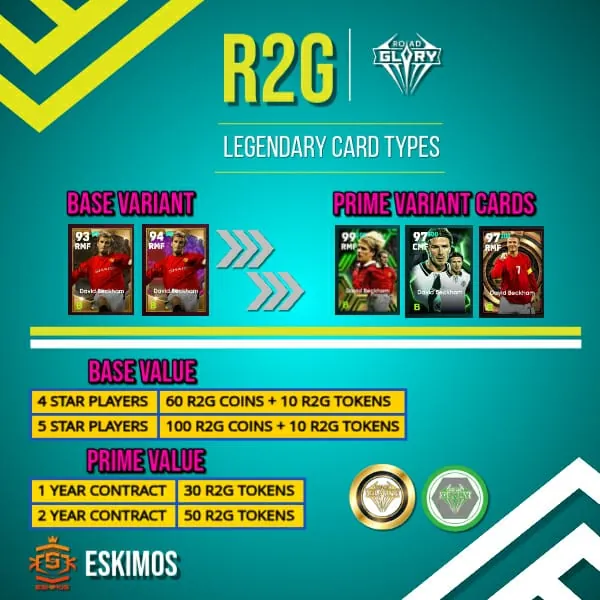 R2G
ROAD
GLORY
LEGENDARY CARD TYPES
BASE VARIANT
PRIME VARIANT CARDS
93
RMF
David Beckham
B
94
RMF
David Beckham
B
99
RMF
David Beckham
B
97
CMF
David Beckham
B
97
RMF
David Beckham
BASE VALUE
4 STAR PLAYERS 60 R2G COINS + 10 R2G TOKENS
5 STAR PLAYERS 100 R2G COINS + 10 R2G TOKENS
PRIME VALUE
1 YEAR CONTRACT 30 R2G TOKENS
2 YEAR CONTRACT 50 R2G TOKENS
GLORY
GLORY
ESKIMOS
ESKIMOS